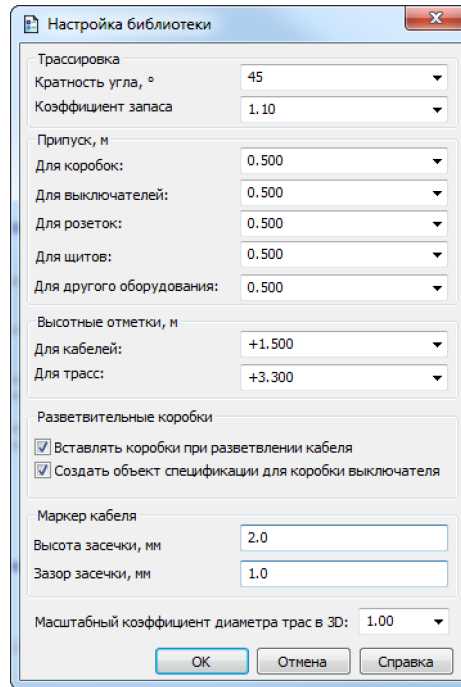 Настройка библиотеки
Трассировка
Кратность угла, ° 45
Коэффициент запаса 1.10
Припуск, м
Для коробок: 0.500
Для выключателей: 0.500
Для розеток: 0.500
Для щитов: 0.500
Для другого оборудования: 0.500
Высотные отметки, м
Для кабелей: +1.500
Для трасс: +3.300
Разветвительные коробки
Вставлять коробки при разветвлении кабеля
Создать объект спецификации для коробки выключателя
Маркер кабеля
Высота засечки, мм 2.0
Зазор засечки, мм 1.0
Масштабный коэффициент диаметра трас в 3D: 1.00
ОК Отмена Справка